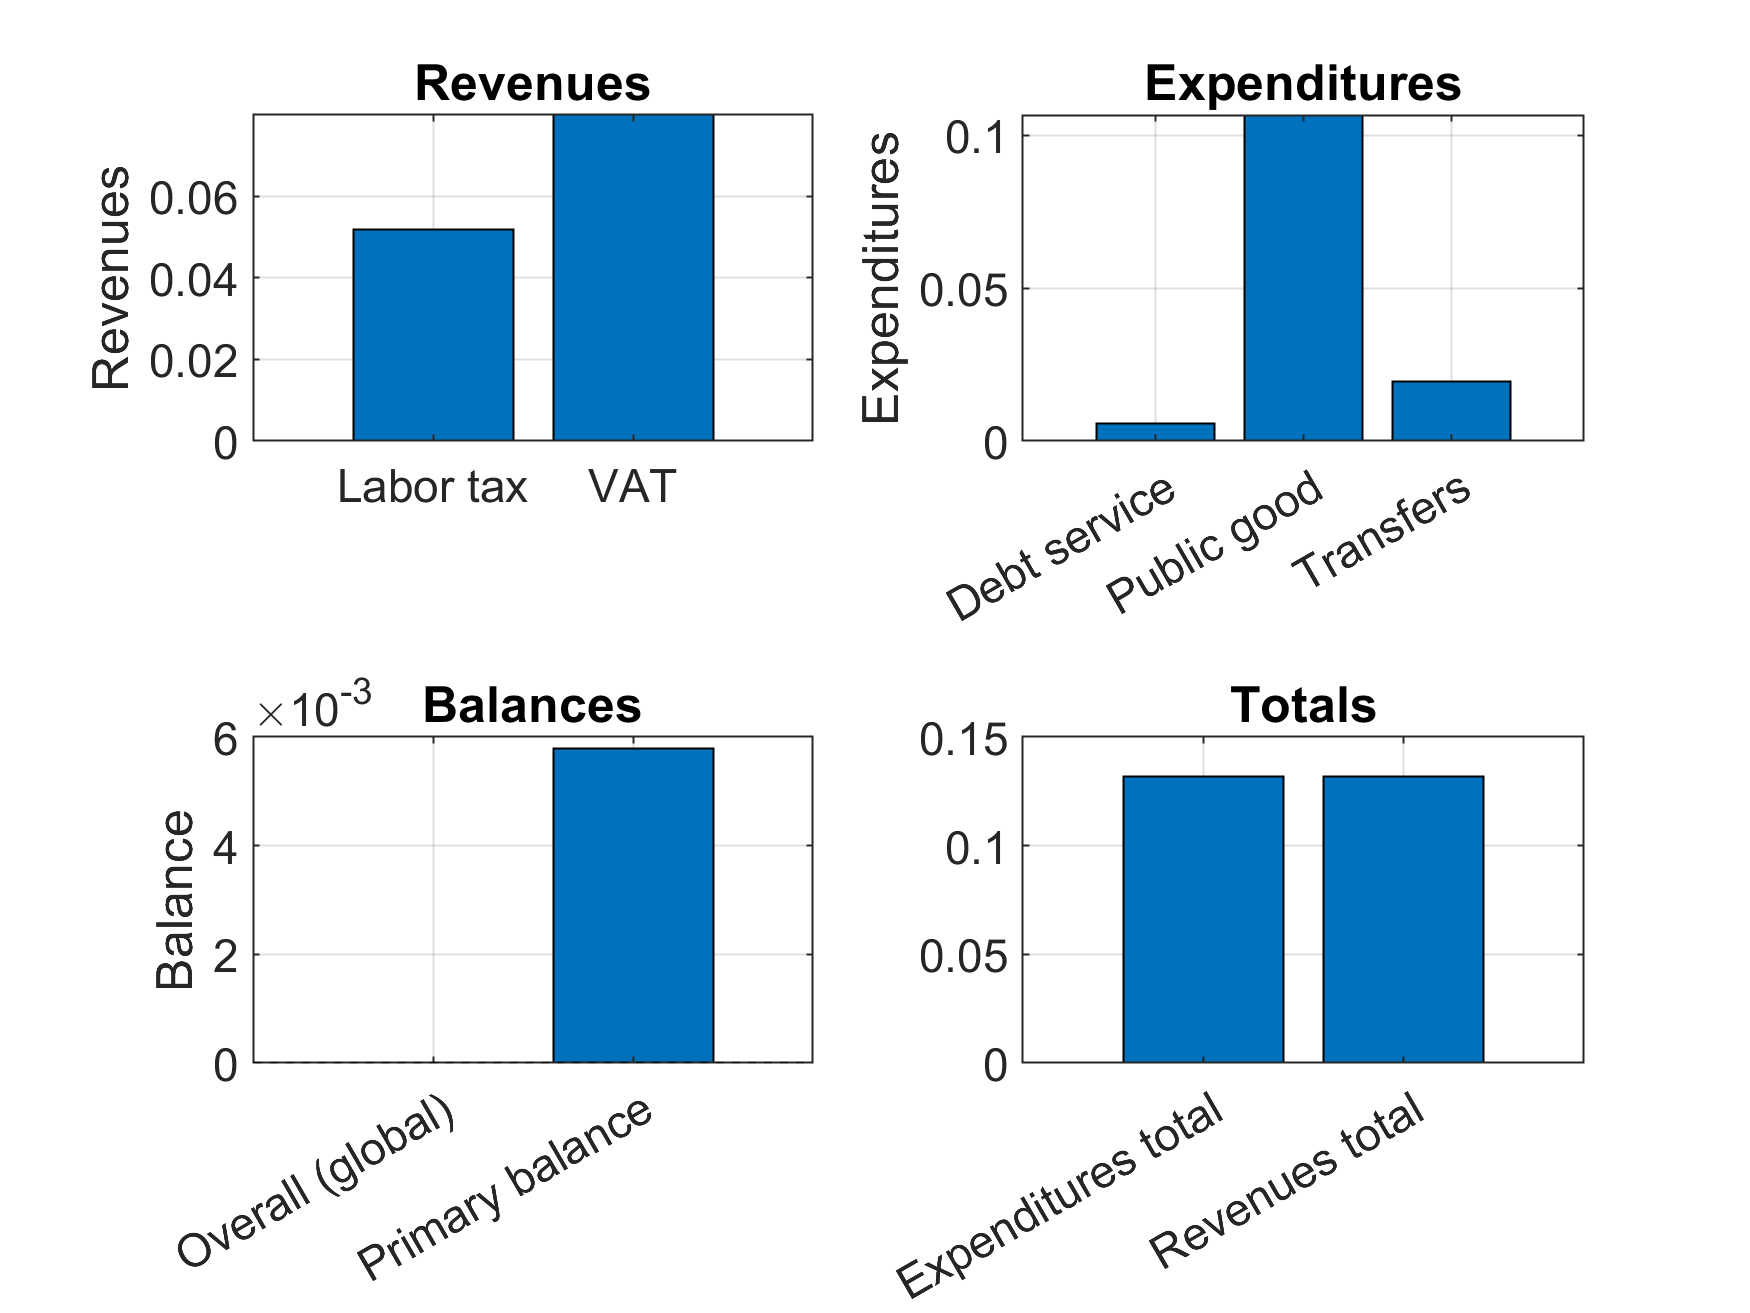 Revenues
Revenues
0.06
0.04
0.02
0
Labor tax
VAT
Expenditures
Expenditures
0.1
0.05
0
Debt service
Public good
Transfers
×10-3
Balances
Balance
6
4
2
0
Overall (global)
Primary balance
Totals
0.15
0.1
0.05
0
Expenditures total
Revenues total